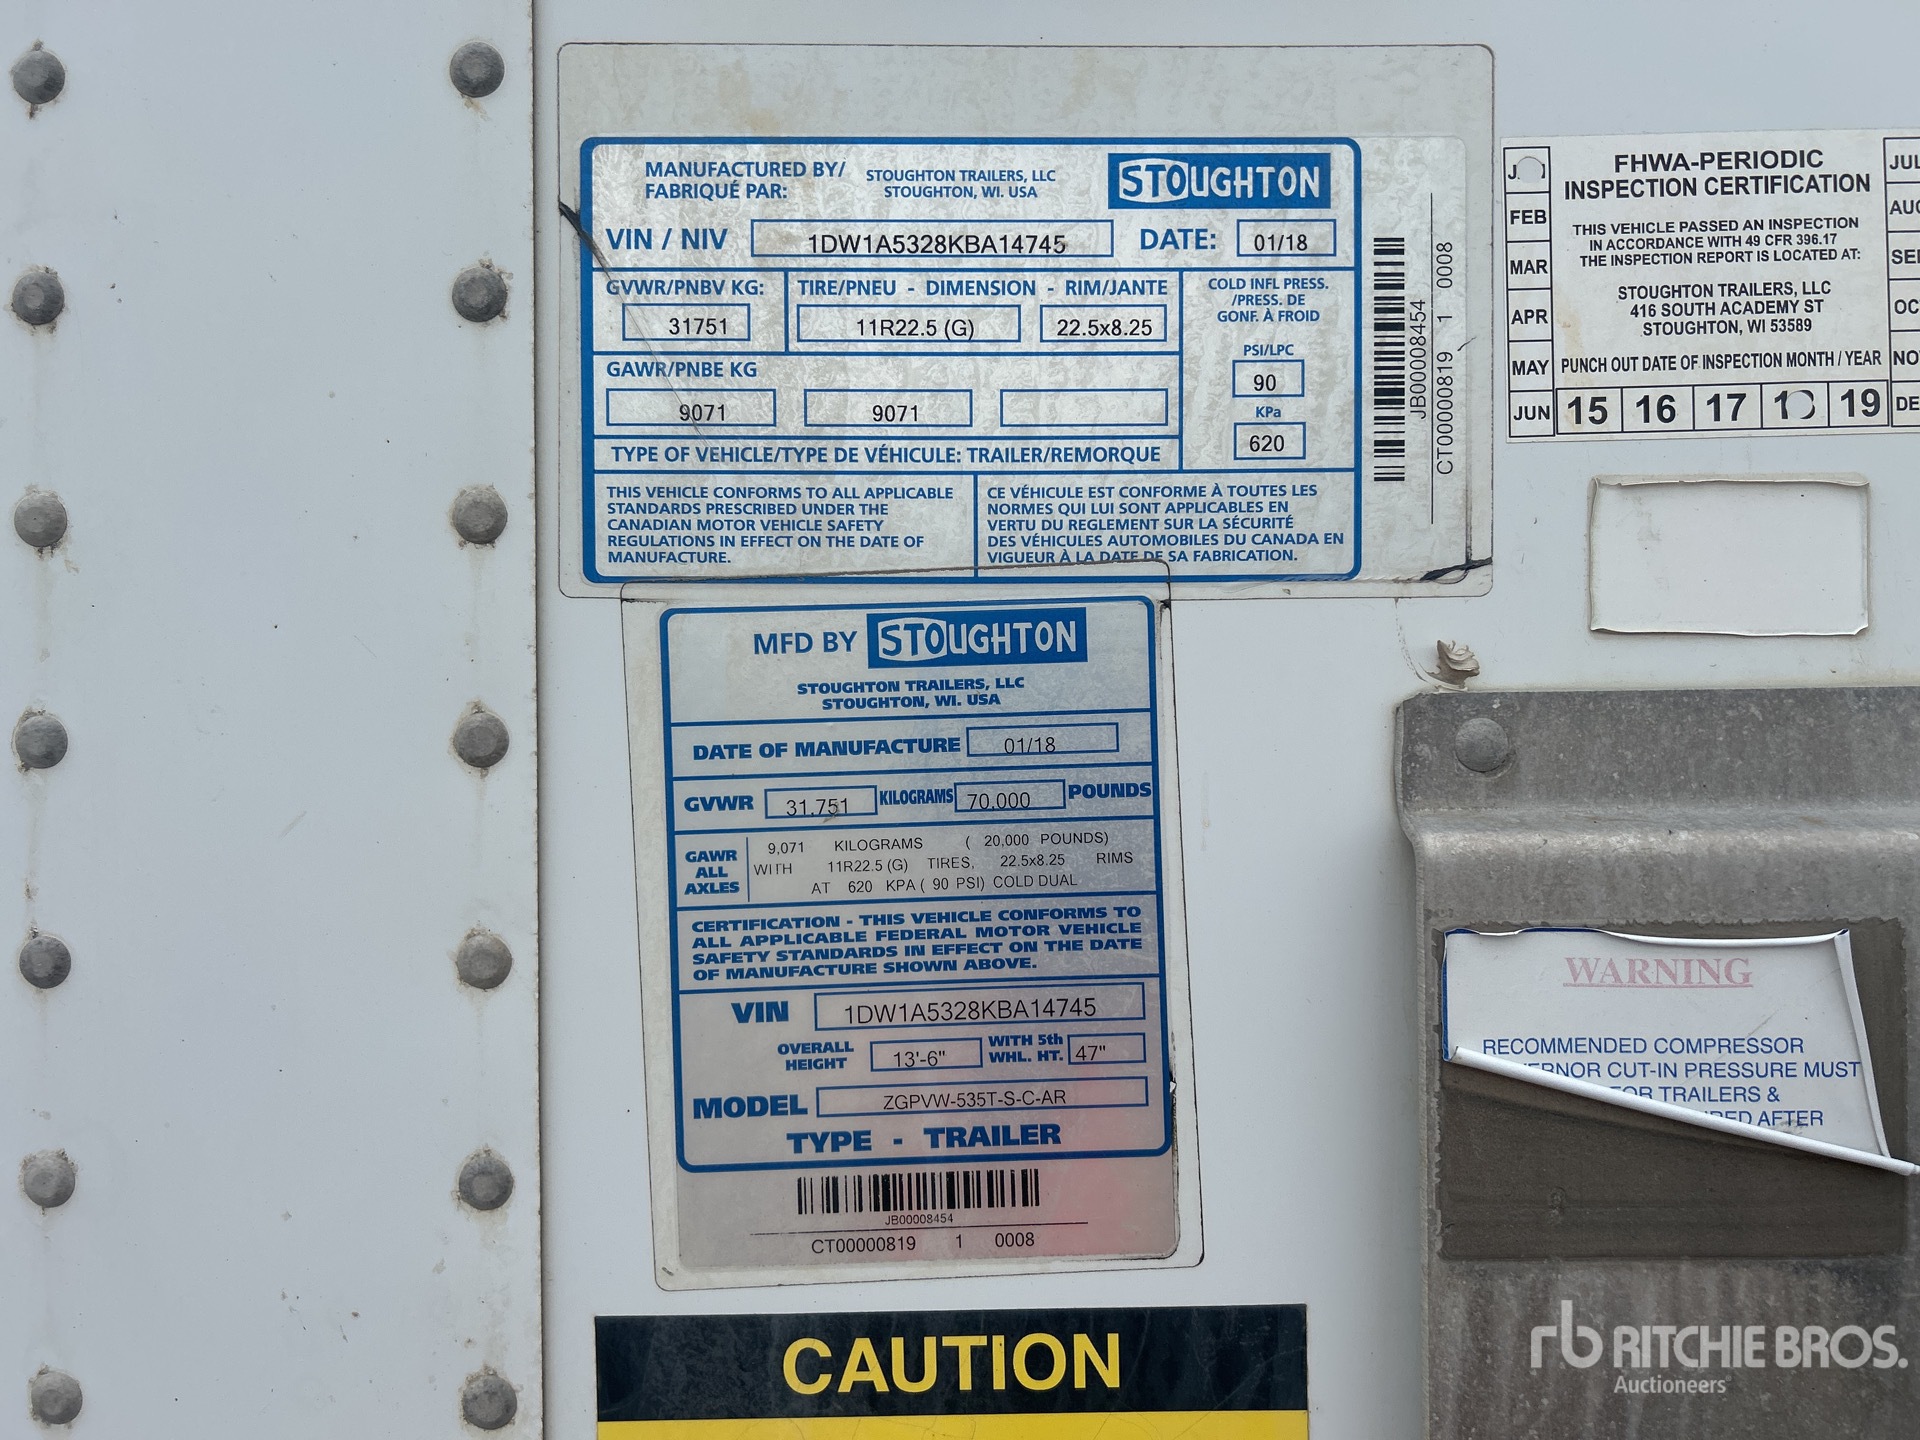 MANUFACTURED BY/
FABRIQUÉ PAR:
STOUGHTON TRAILERS, LLC
STOUGHTON, WI. USA
STOUGHTON
VIN / NIV 1DW1A5328KBA14745 DATE: 01/18
GVWR/PNBV KG: TIRE/PNEU - DIMENSION - RIM/JANTE
31751 11R22.5 (G) 22.5x8.25
COLD INFL PRESS.
/PRESS. DE
GONF. À FROID
PSI/LPC
90
KPa
620
GAWR/PNBE KG
9071 9071
TYPE OF VEHICLE/TYPE DE VÉHICULE: TRAILER/REMORQUE
THIS VEHICLE CONFORMS TO ALL APPLICABLE
STANDARDS PRESCRIBED UNDER THE
CANADIAN MOTOR VEHICLE SAFETY
REGULATIONS IN EFFECT ON THE DATE OF
MANUFACTURE.
CE VÉHICULE EST CONFORME À TOUTES LES
NORMES QUI LUI SONT APPLICABLES EN
VERTU DU REGLEMENT SUR LA SÉCURITÉ
DES VÉHICULES AUTOMOBILES DU CANADA EN
VIGUEUR À LA DATE DE SA FABRICATION.
JB00008454
CT00000819 1 0008
MFD BY STOUGHTON
STOUGHTON TRAILERS, LLC
STOUGHTON, WI. USA
DATE OF MANUFACTURE 01/18
GVWR 31,751 KILOGRAMS 70,000 POUNDS
GAWR
ALL
AXLES
9,071 KILOGRAMS ( 20,000 POUNDS)
WITH 11R22.5 (G) TIRES, 22.5x8.25 RIMS
AT 620 KPA ( 90 PSI) COLD DUAL
CERTIFICATION - THIS VEHICLE CONFORMS TO
ALL APPLICABLE FEDERAL MOTOR VEHICLE
SAFETY STANDARDS IN EFFECT ON THE DATE
OF MANUFACTURE SHOWN ABOVE.
VIN 1DW1A5328KBA14745
OVERALL
HEIGHT
13'-6"
WITH 5th
WHL. HT.
47"
MODEL ZGPVW-535T-S-C-AR
TYPE - TRAILER
JB00008454
CT00000819 1 0008
CAUTION
FHWA-PERIODIC
INSPECTION CERTIFICATION
THIS VEHICLE PASSED AN INSPECTION
IN ACCORDANCE WITH 49 CFR 396.17
THE INSPECTION REPORT IS LOCATED AT:
STOUGHTON TRAILERS, LLC
416 SOUTH ACADEMY ST
STOUGHTON, WI 53589
PUNCH OUT DATE OF INSPECTION MONTH / YEAR
FEB
MAR
APR
MAY
JUN
15 16 17 19
JUL
WARNING
RECOMMENDED COMPRESSOR
CUT-IN PRESSURE MUST
TRAILERS &
AFTER
rb RITCHIE BROS.
Auctioneers